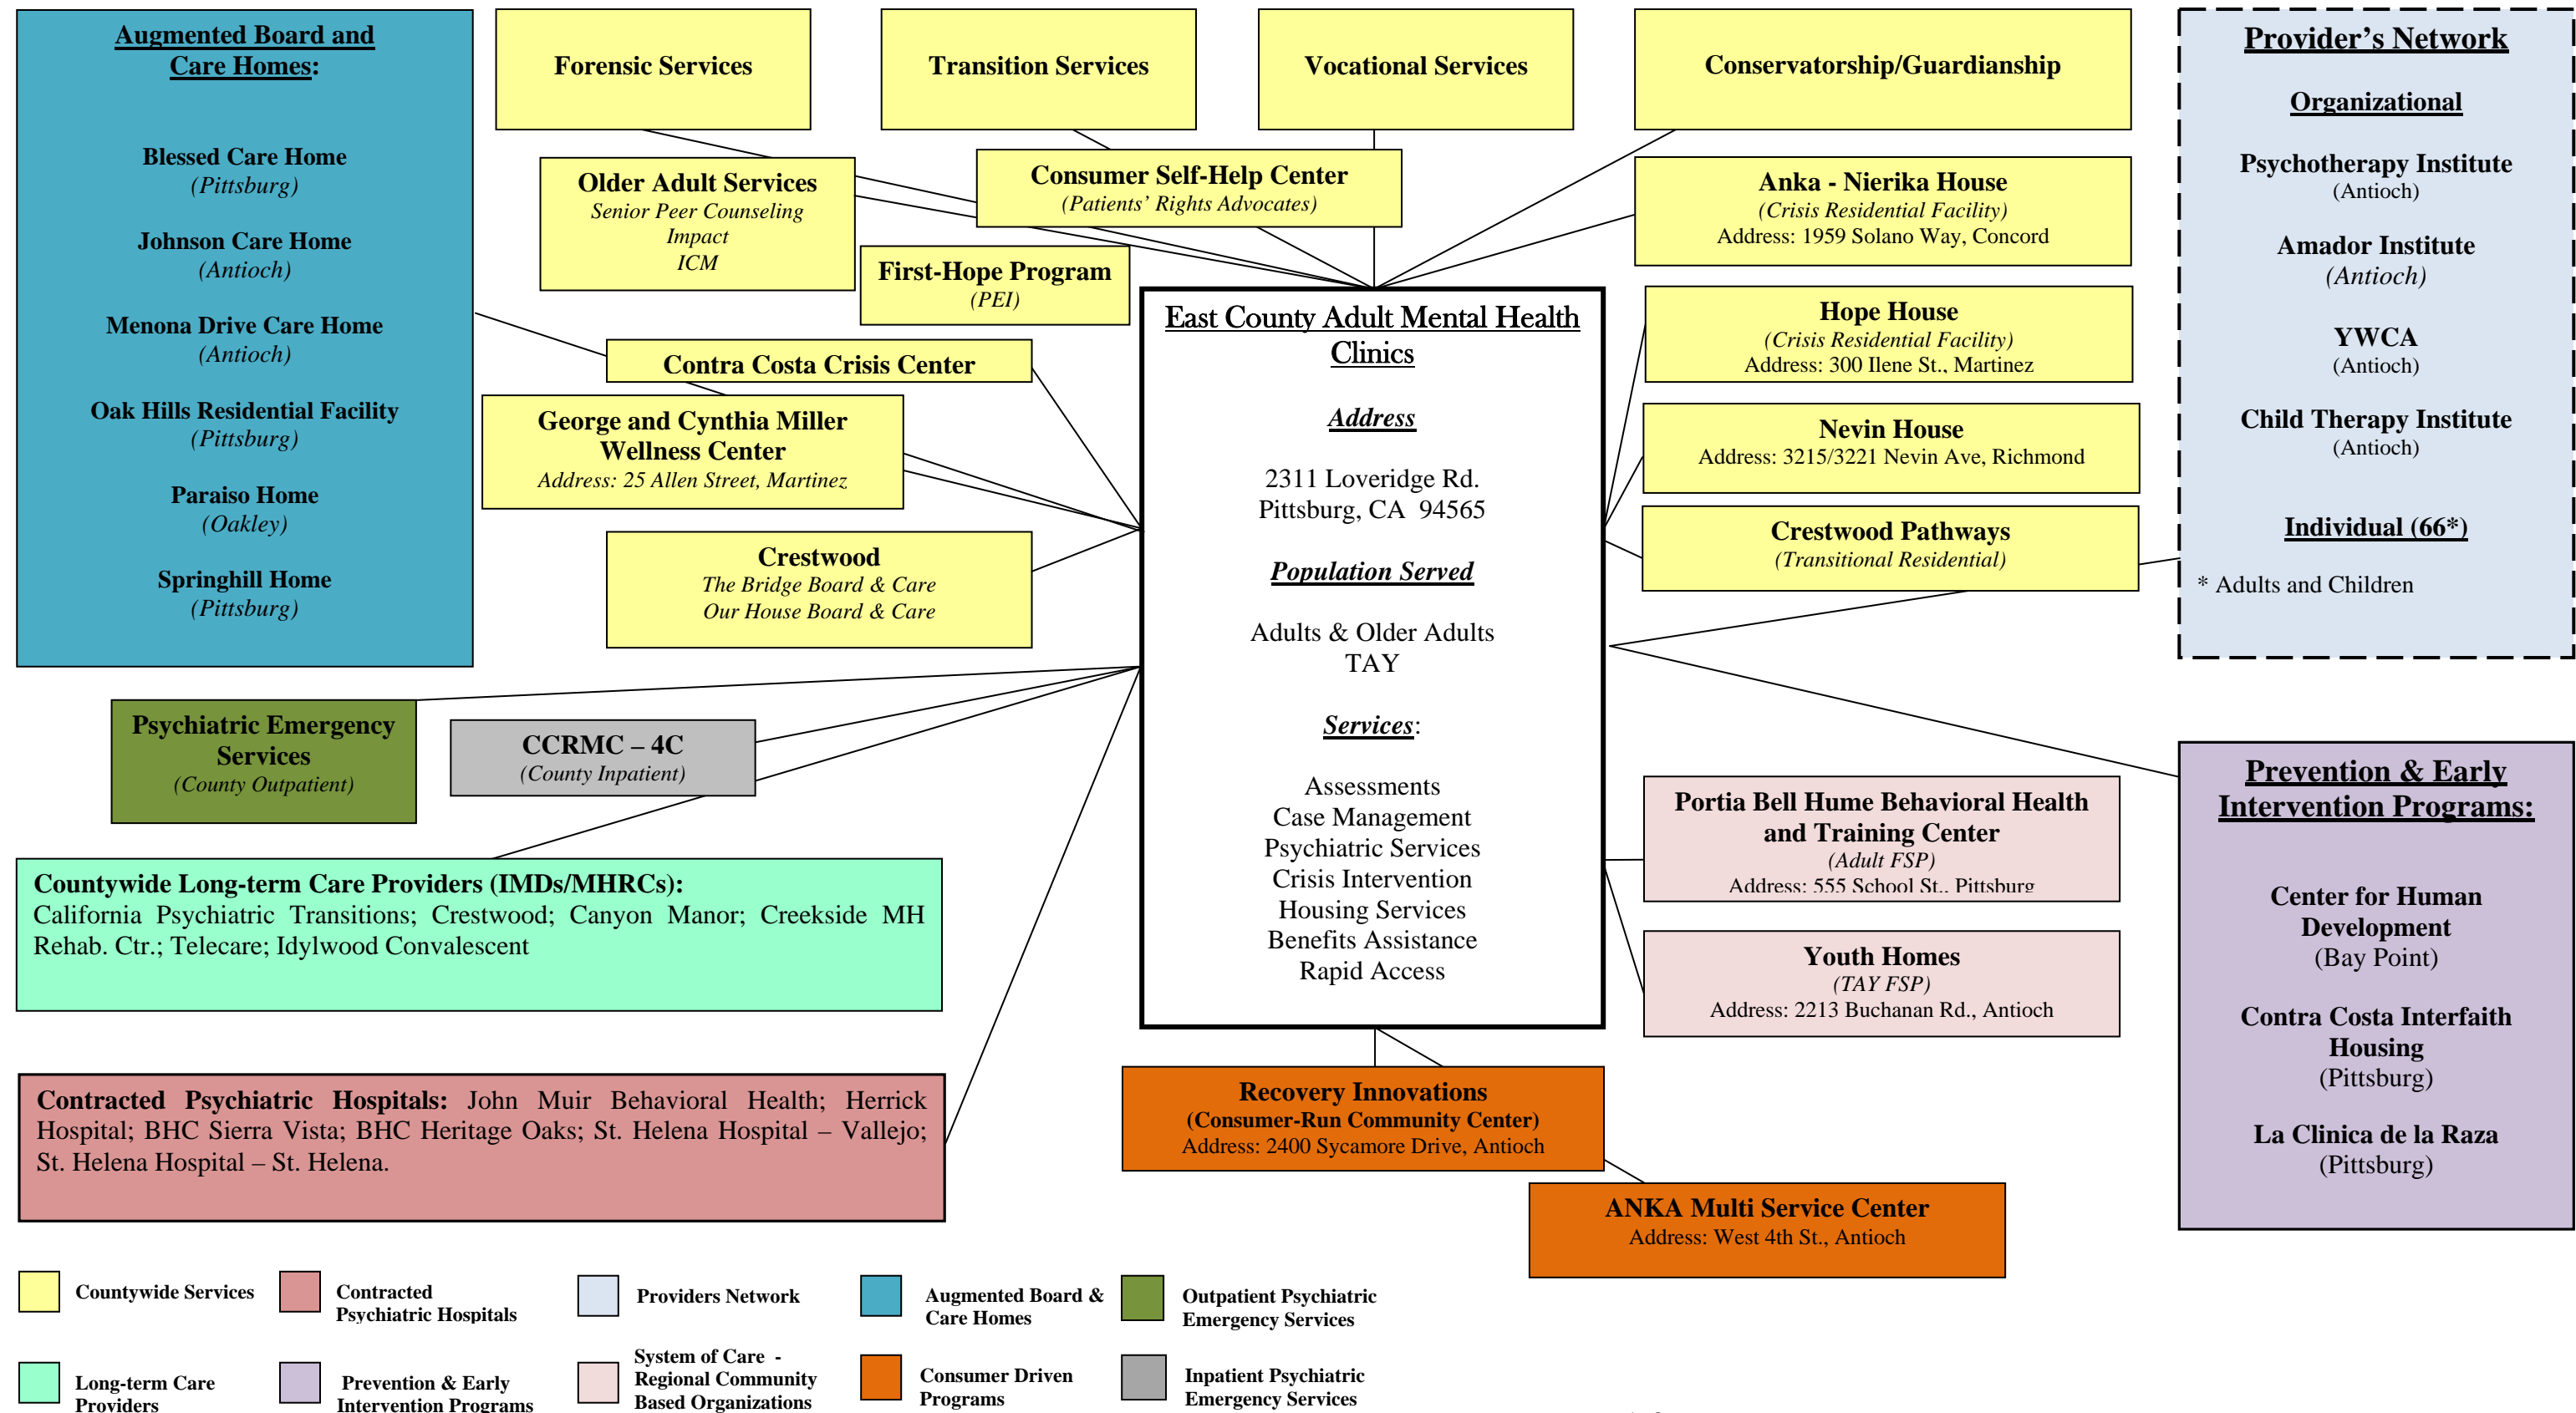 Augmented Board and
Care Homes:
Blessed Care Home
(Pittsburg)
Johnson Care Home
(Antioch)
Menona Drive Care Home
(Antioch)
Oak Hills Residential Facility
(Pittsburg)
Paraiso Home
(Oakley)
Springhill Home
(Pittsburg)
Forensic Services
Transition Services
Vocational Services
Conservatorship/Guardianship
Older Adult Services
Senior Peer Counseling
Impact
ICM
Consumer Self-Help Center
(Patients’ Rights Advocates)
First-Hope Program
(PEI)
Contra Costa Crisis Center
George and Cynthia Miller
Wellness Center
Address: 25 Allen Street, Martinez
Crestwood
The Bridge Board & Care
Our House Board & Care
Anka - Nierika House
(Crisis Residential Facility)
Address: 1959 Solano Way, Concord
Hope House
(Crisis Residential Facility)
Address: 300 Ilene St., Martinez
Nevin House
Address: 3215/3221 Nevin Ave, Richmond
Crestwood Pathways
(Transitional Residential)
Provider’s Network
Organizational
Psychotherapy Institute
(Antioch)
Amador Institute
(Antioch)
YWCA
(Antioch)
Child Therapy Institute
(Antioch)
Individual (66*)
* Adults and Children
East County Adult Mental Health
Clinics
Address
2311 Loveridge Rd.
Pittsburg, CA 94565
Population Served
Adults & Older Adults
TAY
Services:
Assessments
Case Management
Psychiatric Services
Crisis Intervention
Housing Services
Benefits Assistance
Rapid Access
Psychiatric Emergency
Services
(County Outpatient)
CCRMC – 4C
(County Inpatient)
Countywide Long-term Care Providers (IMDs/MHRCs):
California Psychiatric Transitions; Crestwood; Canyon Manor; Creekside MH
Rehab. Ctr.; Telecare; Idylwood Convalescent
Contracted Psychiatric Hospitals: John Muir Behavioral Health; Herrick
Hospital; BHC Sierra Vista; BHC Heritage Oaks; St. Helena Hospital – Vallejo;
St. Helena Hospital – St. Helena.
Portia Bell Hume Behavioral Health
and Training Center
(Adult FSP)
Address: 555 School St., Pittsburg
Youth Homes
(TAY FSP)
Address: 2213 Buchanan Rd., Antioch
Recovery Innovations
(Consumer-Run Community Center)
Address: 2400 Sycamore Drive, Antioch
ANKA Multi Service Center
Address: West 4th St., Antioch
Prevention & Early
Intervention Programs:
Center for Human
Development
(Bay Point)
Contra Costa Interfaith
Housing
(Pittsburg)
La Clinica de la Raza
(Pittsburg)
Countywide Services
Contracted
Psychiatric Hospitals
Providers Network
Augmented Board &
Care Homes
Outpatient Psychiatric
Emergency Services
Long-term Care
Providers
Prevention & Early
Intervention Programs
System of Care -
Regional Community
Based Organizations
Consumer Driven
Programs
Inpatient Psychiatric
Emergency Services